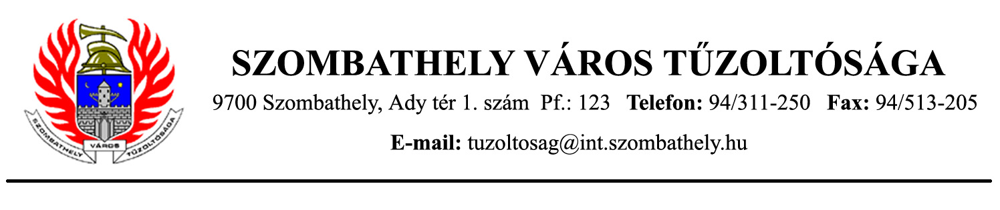 SZOMBATHELY VÁROS TŰZOLTÓSÁGA
9700 Szombathely, Ady tér 1. szám Pf.: 123 Telefon: 94/311-250 Fax: 94/513-205
E-mail: tuzoltosag@int.szombathely.hu
SZOMBATHELY VÁROS TŰZOLTÓSÁGA